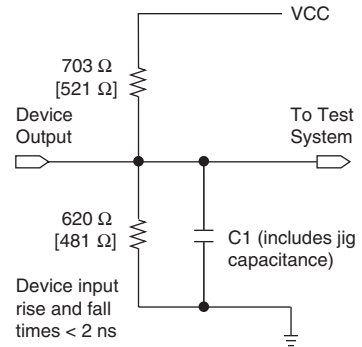 VCC
703 Ω
[521 Ω]
Device
Output
To Test
System
620 Ω
[481 Ω]
C1 (includes jig
capacitance)
Device input
rise and fall
times < 2 ns